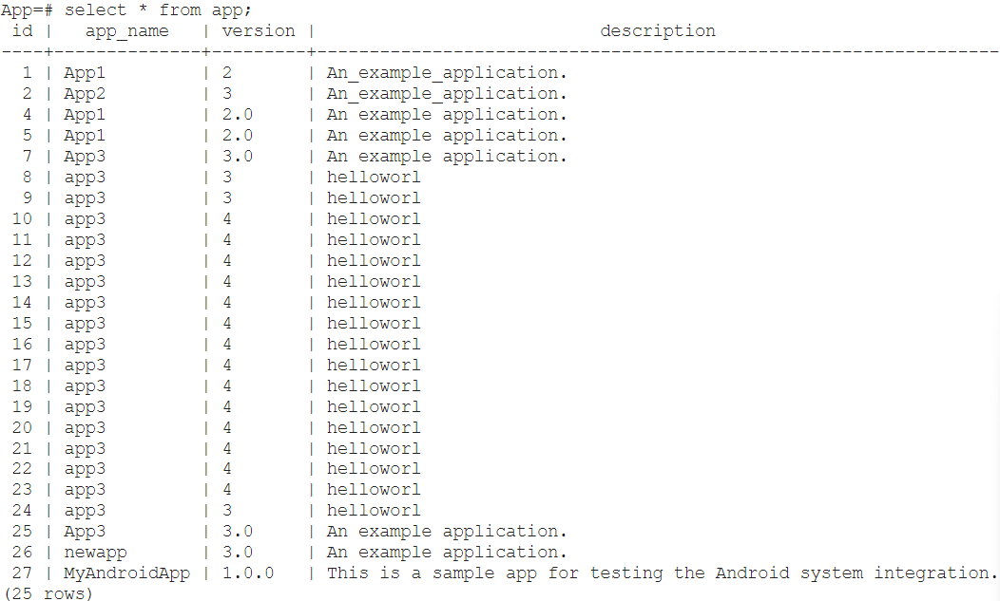 App=# select * from app;
 id |   app_name   | version |                           description
----+--------------+---------+-----------------------------------------------------------------
  1 | App1         | 2       | An_example_application.
  2 | App2         | 3       | An_example_application.
  4 | App1         | 2.0     | An example application.
  5 | App1         | 2.0     | An example application.
  7 | App3         | 3.0     | An example application.
  8 | app3         | 3       | helloworl
  9 | app3         | 3       | helloworl
 10 | app3         | 4       | helloworl
 11 | app3         | 4       | helloworl
 12 | app3         | 4       | helloworl
 13 | app3         | 4       | helloworl
 14 | app3         | 4       | helloworl
 15 | app3         | 4       | helloworl
 16 | app3         | 4       | helloworl
 17 | app3         | 4       | helloworl
 18 | app3         | 4       | helloworl
 19 | app3         | 4       | helloworl
 20 | app3         | 4       | helloworl
 21 | app3         | 4       | helloworl
 22 | app3         | 4       | helloworl
 23 | app3         | 4       | helloworl
 24 | app3         | 3       | helloworl
 25 | App3         | 3.0     | An example application.
 26 | newapp       | 3.0     | An example application.
 27 | MyAndroidApp | 1.0.0   | This is a sample app for testing the Android system integration.
(25 rows)